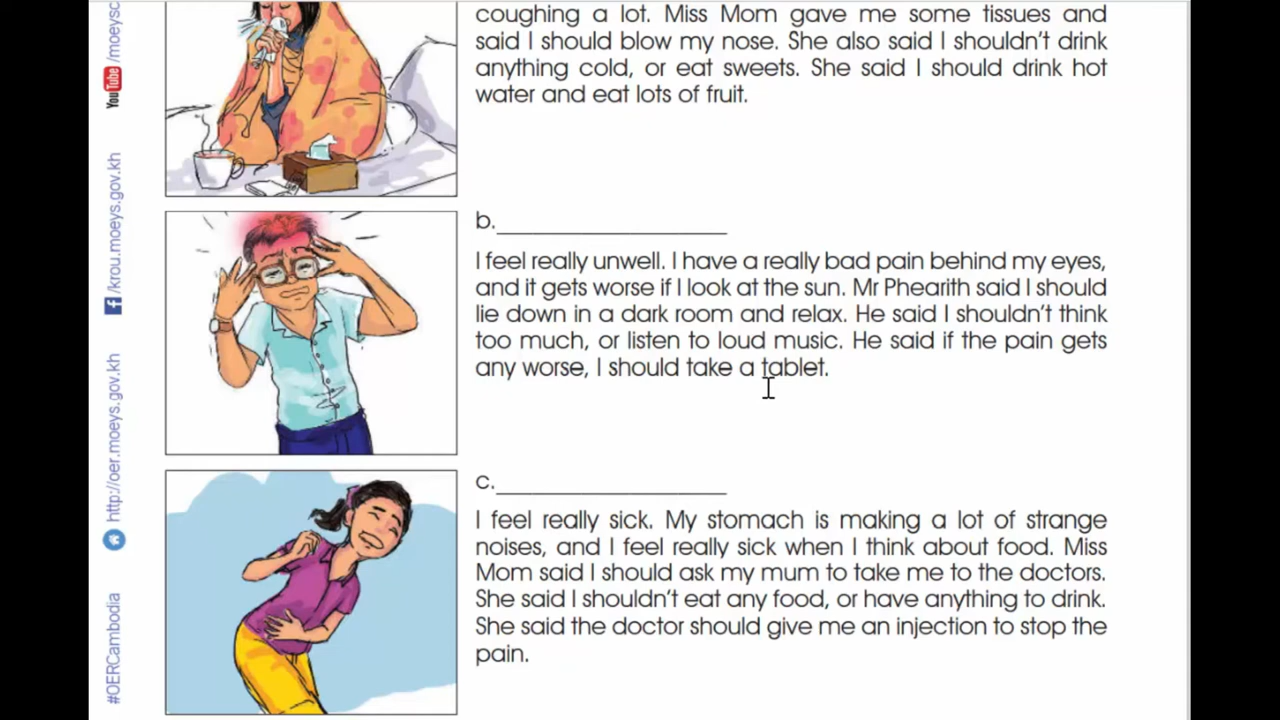 coughing a lot. Miss Mom gave me some tissues and
said I should blow my nose. She also said I shouldn't drink
anything cold, or eat sweets. She said I should drink hot
water and eat lots of fruit.
b.____________________
I feel really unwell. I have a really bad pain behind my eyes,
and it gets worse if I look at the sun. Mr Phearith said I should
lie down in a dark room and relax. He said I shouldn't think
too much, or listen to loud music. He said if the pain gets
any worse, I should take a tablet.
c.____________________
I feel really sick. My stomach is making a lot of strange
noises, and I feel really sick when I think about food. Miss
Mom said I should ask my mum to take me to the doctors.
She said I shouldn't eat any food, or have anything to drink.
She said the doctor should give me an injection to stop the
pain.
YouTube /moeysc
f /krou.moeys.gov.kh
http://oer.moeys.gov.kh
#OERCambodia